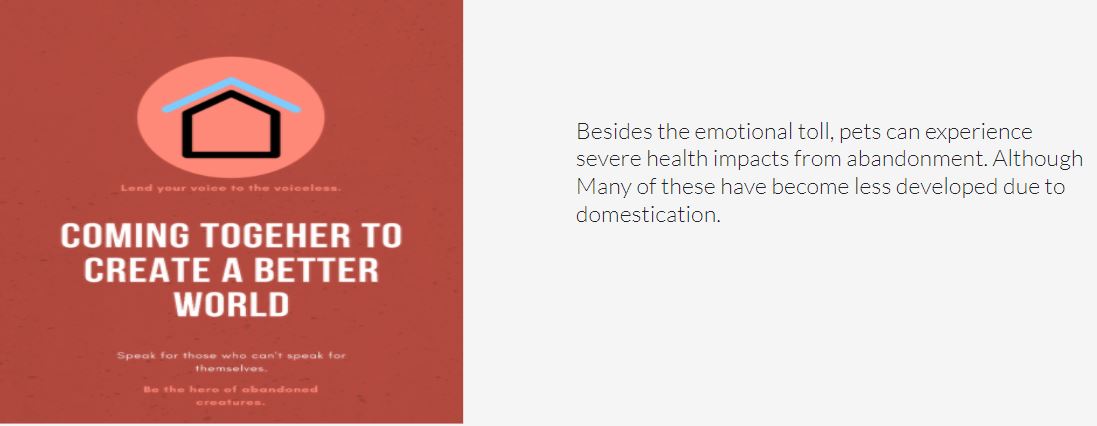 Lend your voice to the voiceless.
COMING TOGEHER TO
CREATE A BETTER
WORLD
Speak for those who can't speak for
themselves.
Be the hero of abandoned
creatures.
Besides the emotional toll, pets can experience
severe health impacts from abandonment. Although
Many of these have become less developed due to
domestication.